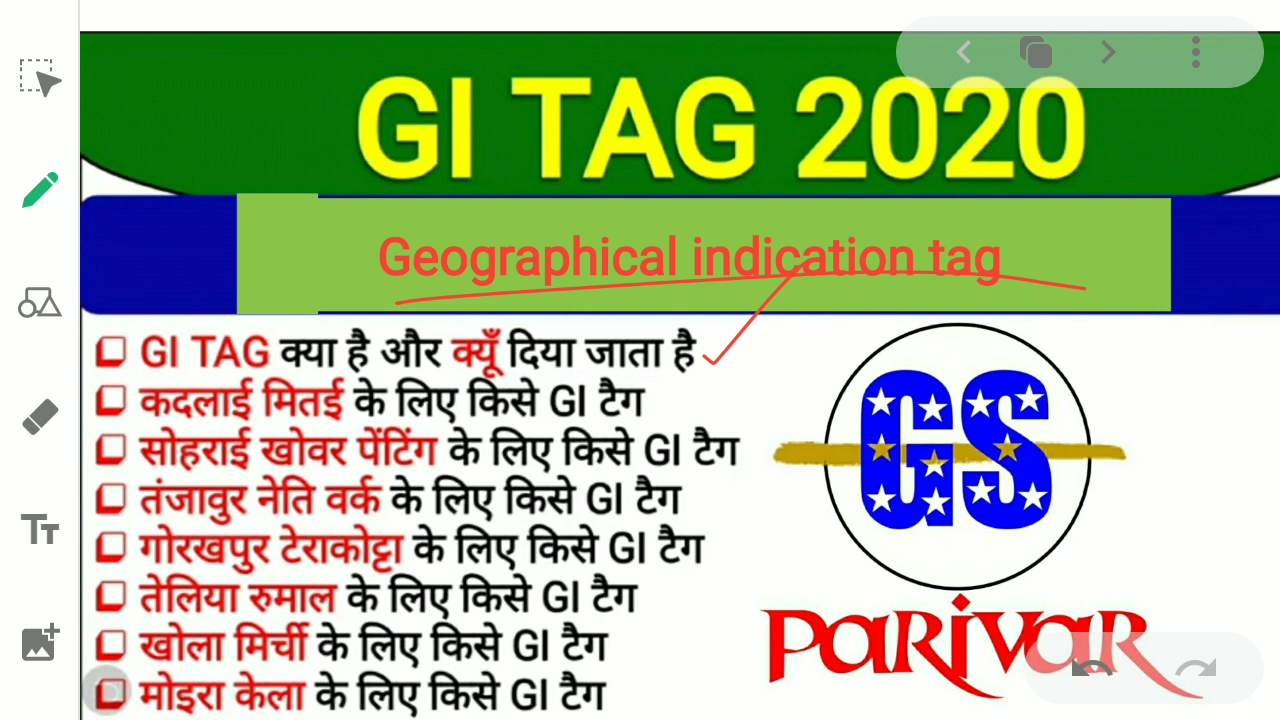 GI TAG 2020
Geographical indication tag
GI TAG क्या है और क्यूँ दिया जाता है
कदलाई मितई के लिए किसे GI टैग
सोहराई खोवर पेंटिंग के लिए किसे GI टैग
तंजावुर नेति वर्क के लिए किसे GI टैग
गोरखपुर टेराकोट्टा के लिए किसे GI टैग
तेलिया रुमाल के लिए किसे GI टैग
खोला मिर्ची के लिए किसे GI टैग
मोइरा केला के लिए किसे GI टैग
GS
PARIVAR
Tт